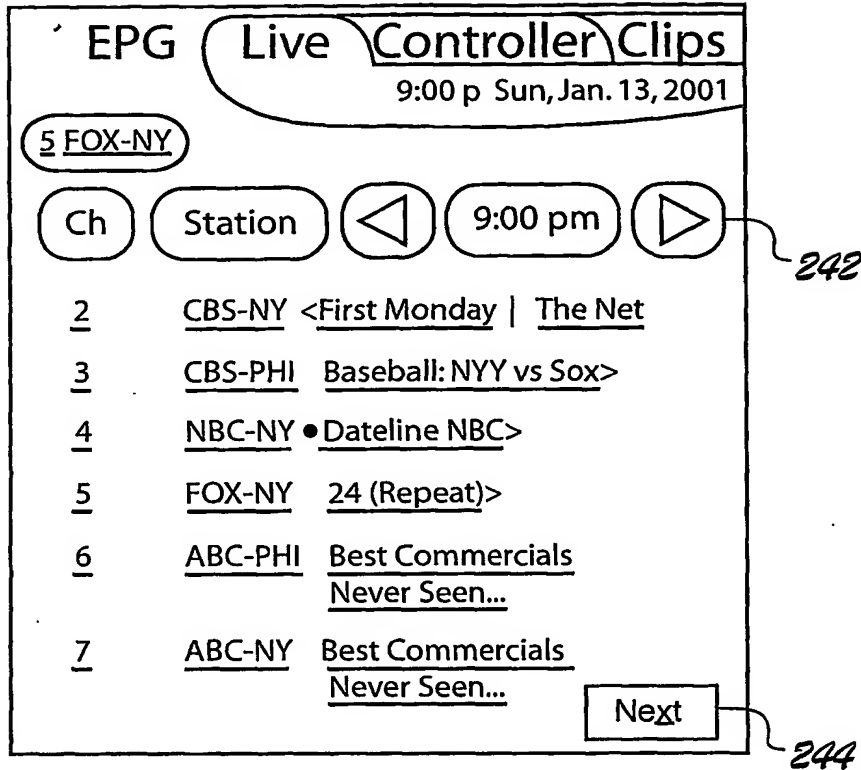 EPG Live Controller Clips
9:00 p Sun, Jan. 13, 2001
5 FOX-NY
Ch Station 9:00 pm
242
2 CBS-NY <First Monday | The Net
3 CBS-PHI Baseball: NYY vs Sox>
4 NBC-NY •Dateline NBC>
5 FOX-NY 24 (Repeat)>
6 ABC-PHI Best Commercials
Never Seen...
7 ABC-NY Best Commercials
Never Seen...
Next
244